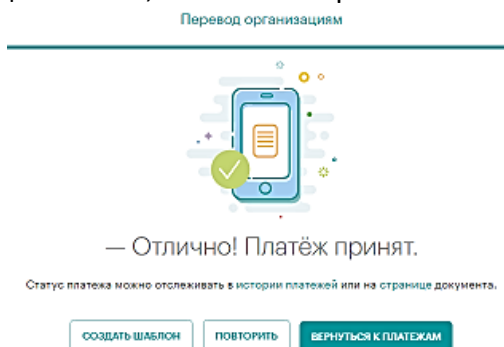 Перевод организациям
— Отлично! Платёж принят.
Статус платежа можно отслеживать в истории платежей или на странице документа.
СОЗДАТЬ ШАБЛОН ПОВТОРИТЬ ВЕРНУТЬСЯ К ПЛАТЕЖАМ